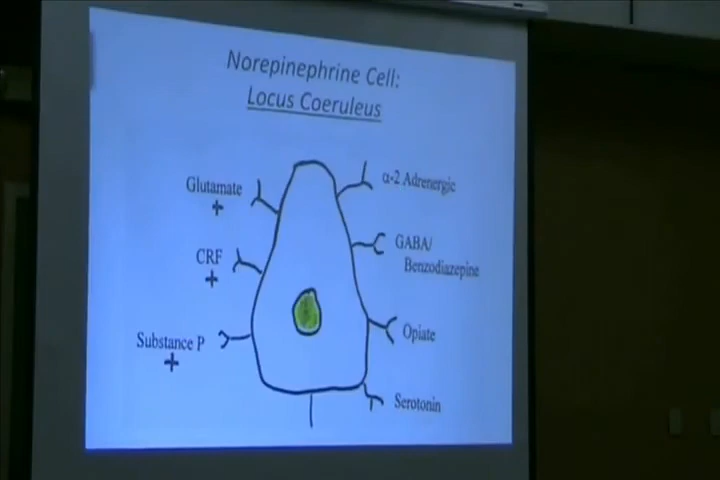 Norepinephrine Cell:
Locus Coeruleus
Glutamate
+
CRF
+
Substance P
+
α-2 Adrenergic
GABA/
Benzodiazepine
Opiate
Serotonin